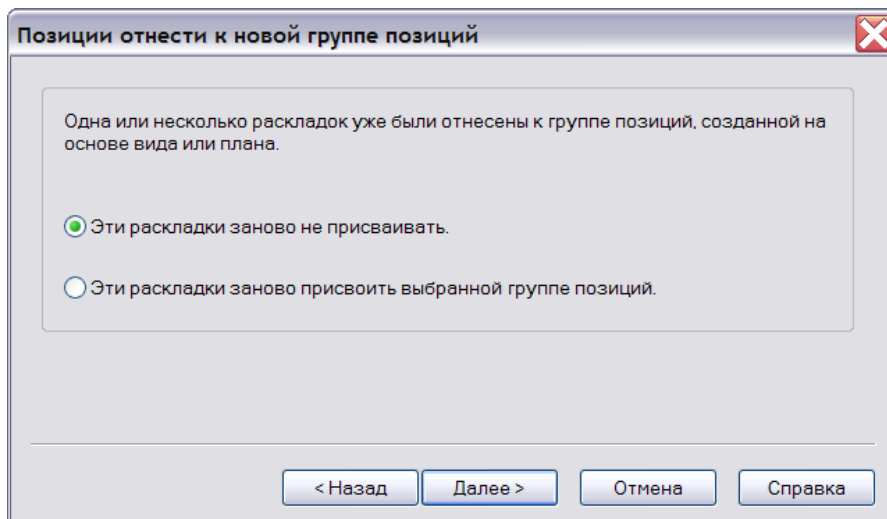 Позиции отнести к новой группе позиций
Одна или несколько раскладок уже были отнесены к группе позиций, созданной на
основе вида или плана.
Эти раскладки заново не присваивать.
Эти раскладки заново присвоить выбранной группе позиций.
< Назад Далее > Отмена Справка